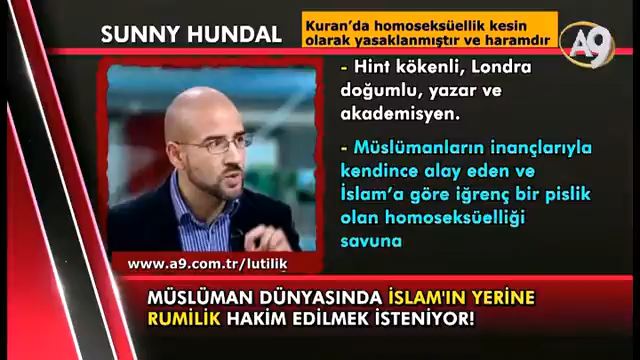 SUNNY HUNDAL
Kuran’da homoseksüellik kesin
olarak yasaklanmıştır ve haramdır
A9
- Hint kökenli, Londra
doğumlu, yazar ve
akademisyen.
- Müslümanların inançlarıyla
kendince alay eden ve
İslam’a göre iğrenç bir pislik
olan homoseksüelliği
savuna
www.a9.com.tr/lutilik
MÜSLÜMAN DÜNYASINDA İSLAM'IN YERİNE
RUMİLİK HAKİM EDİLMEK İSTENİYOR!